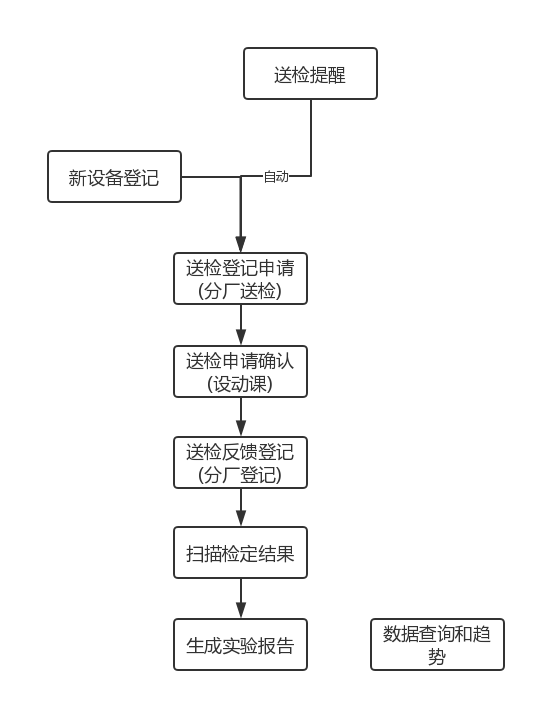 送检提醒
新设备登记
自动
送检登记申请
(分厂送检)
送检申请确认
(设动课)
送检反馈登记
(分厂登记)
扫描检定结果
生成实验报告
数据查询和趋
势